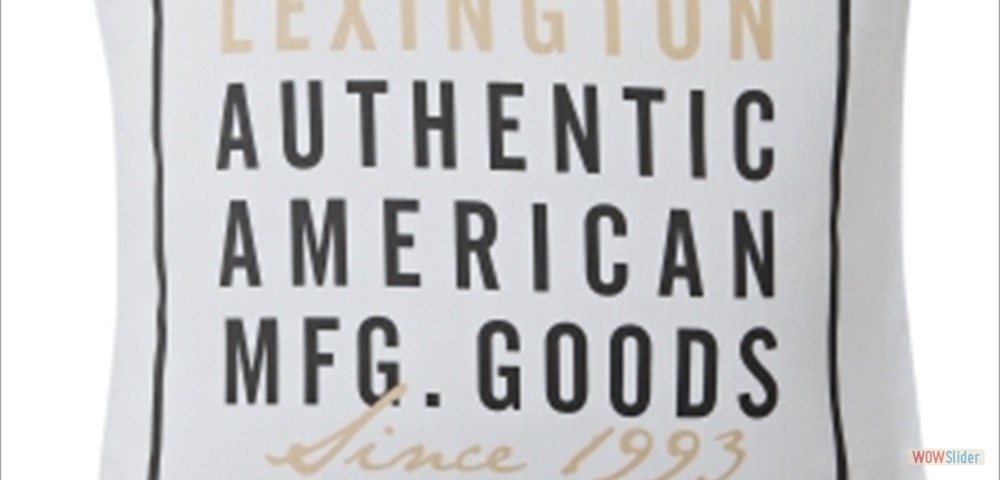 LEXINGTON
AUTHENTIC
AMERICAN
MFG. GOODS
Since 1993
WOWSlider